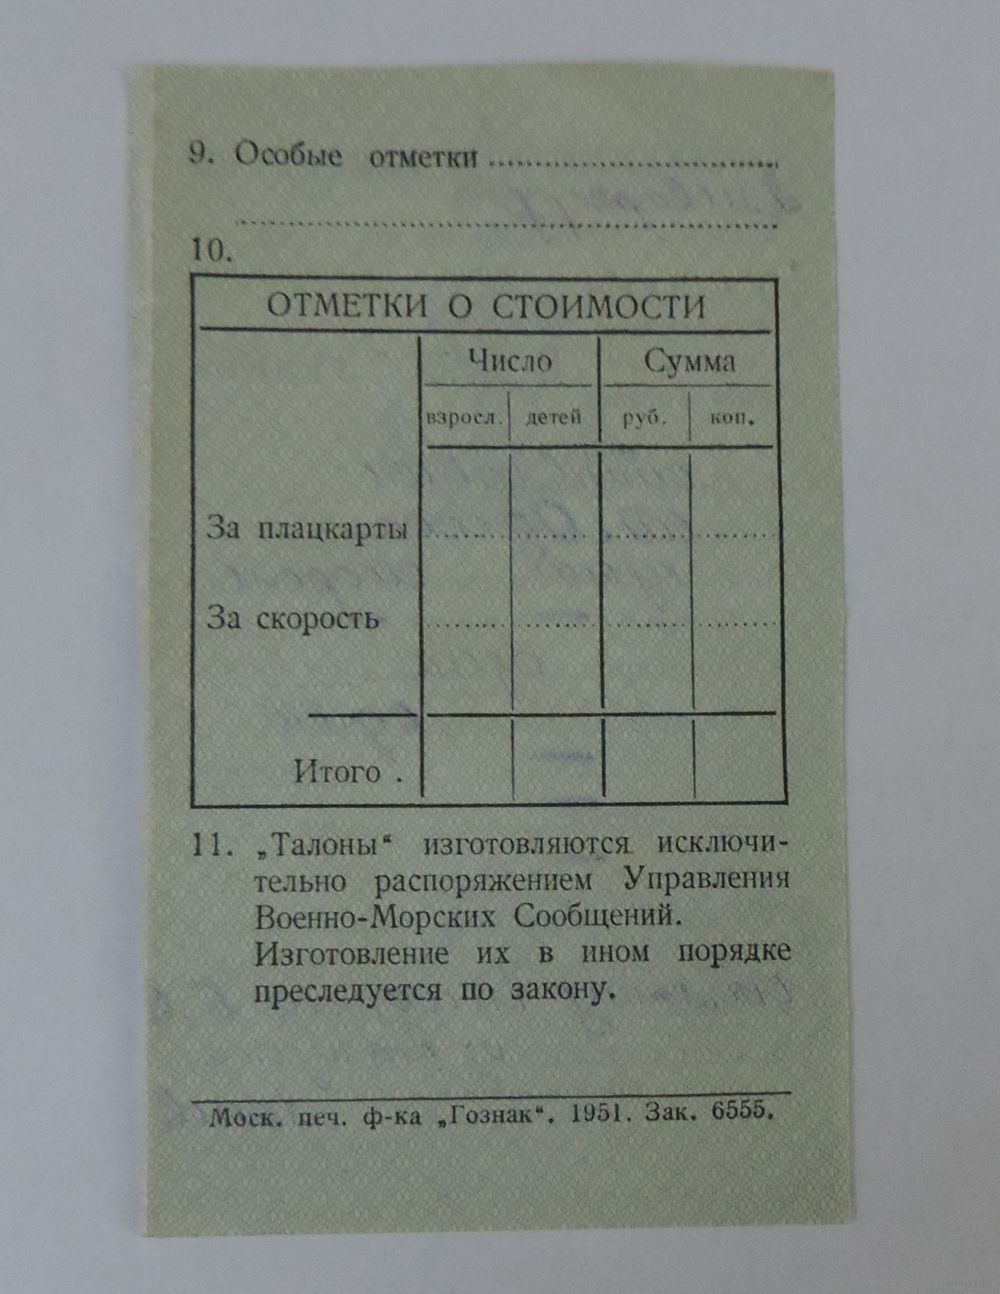 9. Особые отметки
10.
ОТМЕТКИ О СТОИМОСТИ
Число Сумма
взросл. детей руб. коп.
За плацкарты
За скорость
Итого .
11. „Талоны“ изготовляются исключи-
тельно распоряжением Управления
Военно-Морских Сообщений.
Изготовление их в ином порядке
преследуется по закону.
Моск. печ. ф-ка „Гознак“. 1951. Зак. 6555.